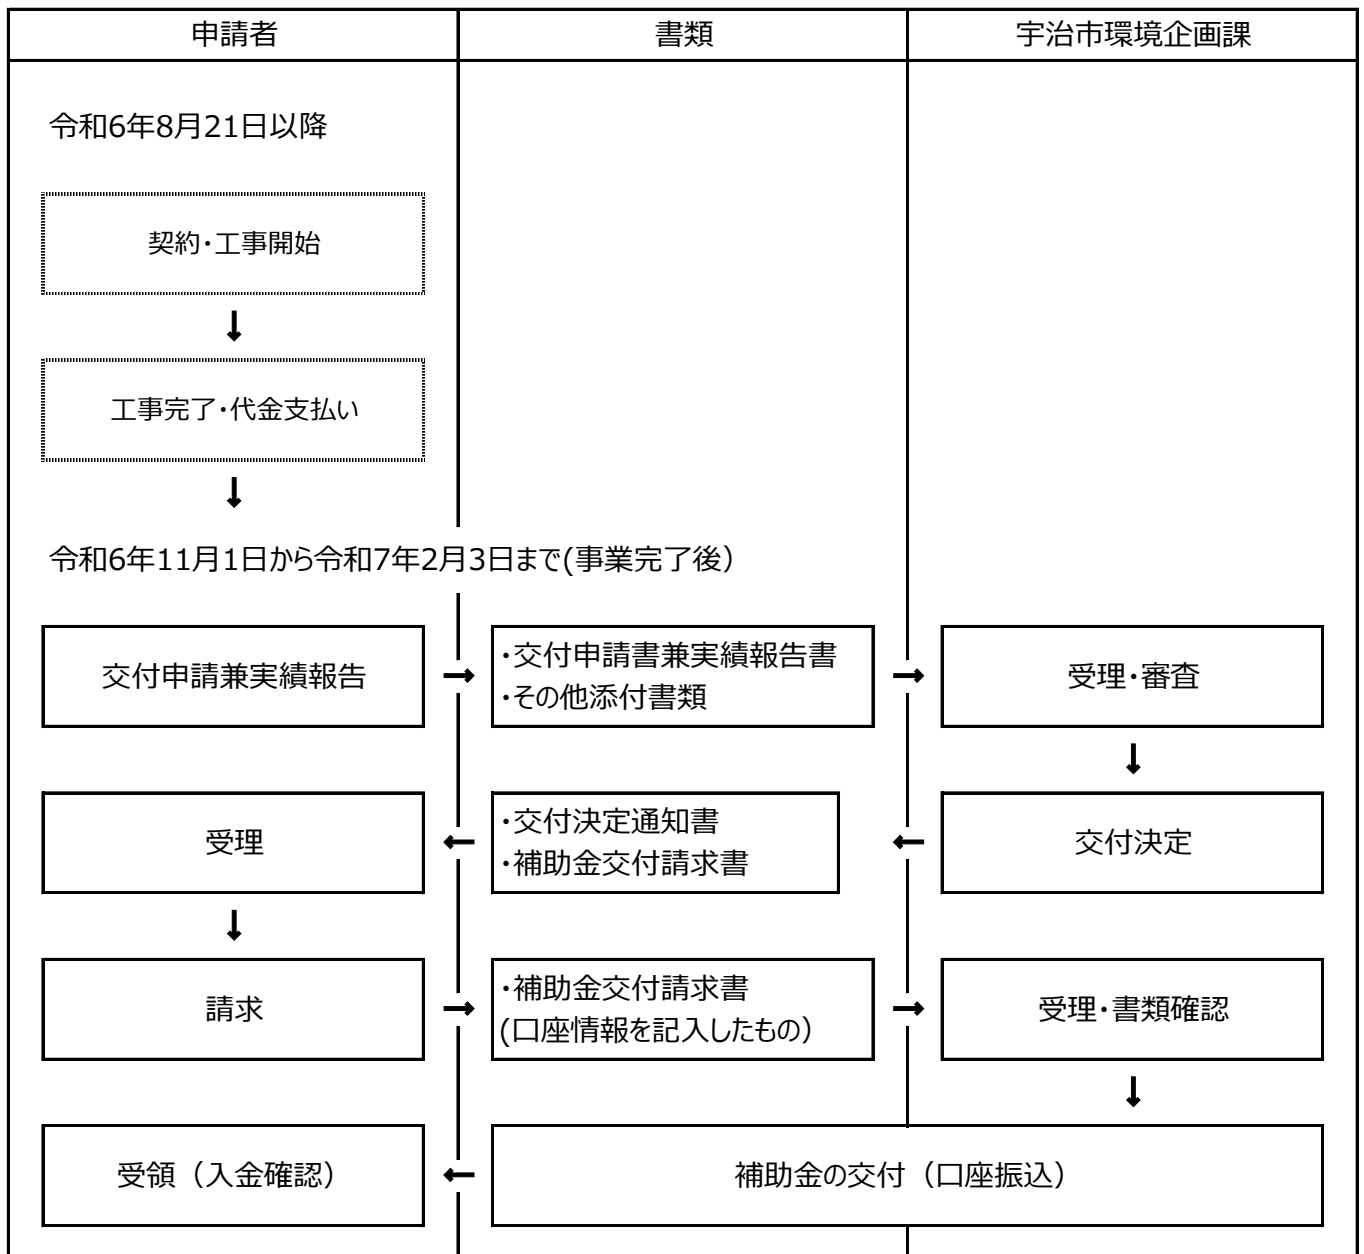 申請者
書類
宇治市環境企画課
令和6年8月21日以降
契約・工事開始
↓
工事完了・代金支払い
↓
令和6年11月1日から令和7年2月3日まで(事業完了後）
交付申請兼実績報告
→
・交付申請書兼実績報告書
・その他添付書類
→
受理・審査
↓
受理
←
・交付決定通知書
・補助金交付請求書
←
交付決定
↓
請求
→
・補助金交付請求書
(口座情報を記入したもの）
→
受理・書類確認
↓
受領（入金確認）
←
補助金の交付（口座振込）